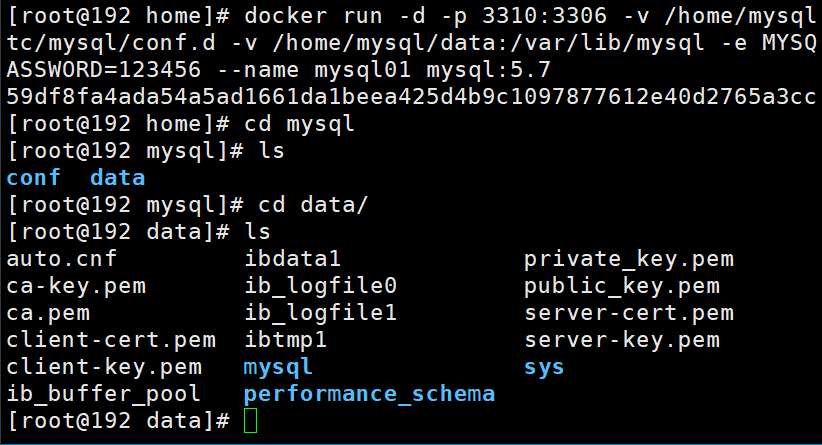 [root@192 home]# docker run -d -p 3310:3306 -v /home/mysql
tc/mysql/conf.d -v /home/mysql/data:/var/lib/mysql -e MYSQ
ASSWORD=123456 --name mysql01 mysql:5.7
59df8fa4ada54a5ad1661da1beea425d4b9c1097877612e40d2765a3cc
[root@192 home]# cd mysql
[root@192 mysql]# ls
conf  data
[root@192 mysql]# cd data/
[root@192 data]# ls
auto.cnf         ibdata1             private_key.pem
ca-key.pem       ib_logfile0         public_key.pem
ca.pem           ib_logfile1         server-cert.pem
client-cert.pem  ibtmp1              server-key.pem
client-key.pem   mysql               sys
ib_buffer_pool   performance_schema
[root@192 data]#